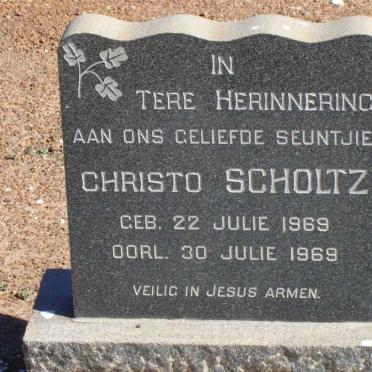 IN
TERE HERINNERING
AAN ONS GELIEFDE SEUNTJIE
CHRISTO SCHOLTZ
GEB. 22 JULIE 1969
OORL. 30 JULIE 1969
VEILIG IN JESUS ARMEN.